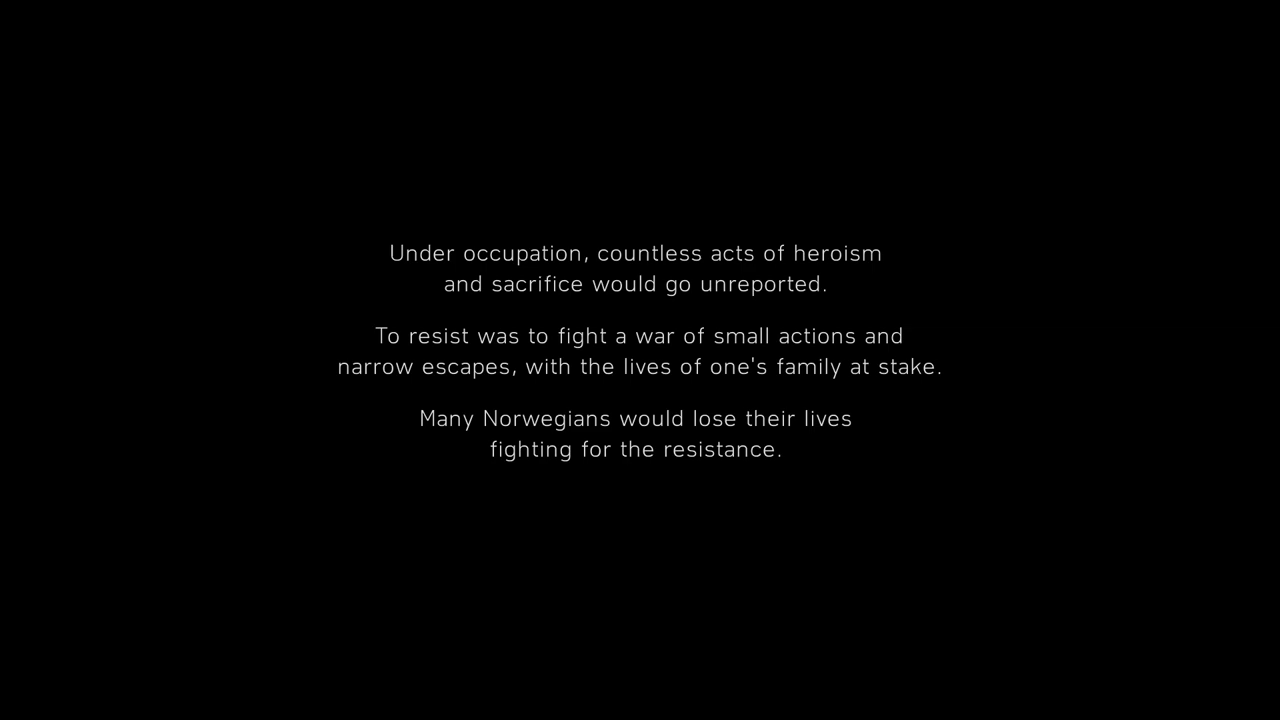 Under occupation, countless acts of heroism
and sacrifice would go unreported.
To resist was to fight a war of small actions and
narrow escapes, with the lives of one's family at stake.
Many Norwegians would lose their lives
fighting for the resistance.